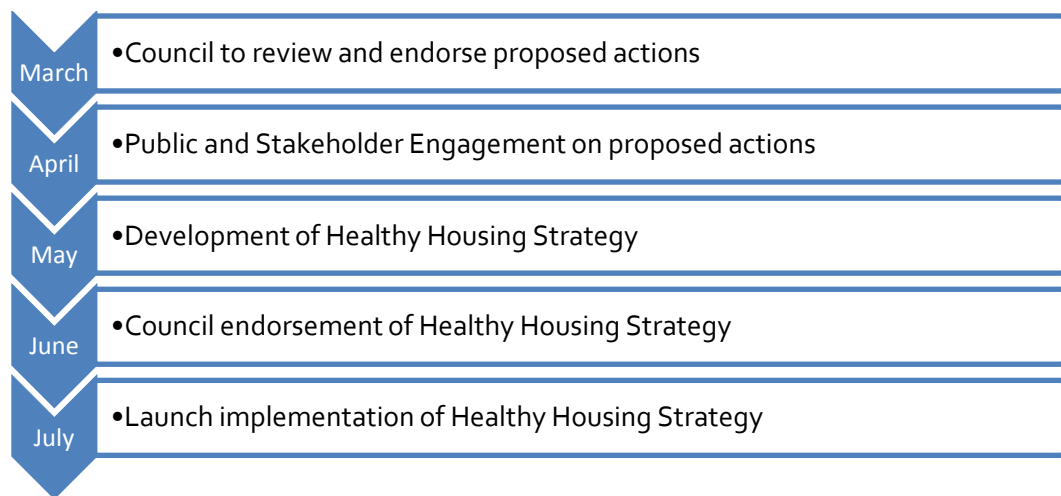 March
•Council to review and endorse proposed actions
April
•Public and Stakeholder Engagement on proposed actions
May
•Development of Healthy Housing Strategy
June
•Council endorsement of Healthy Housing Strategy
July
•Launch implementation of Healthy Housing Strategy